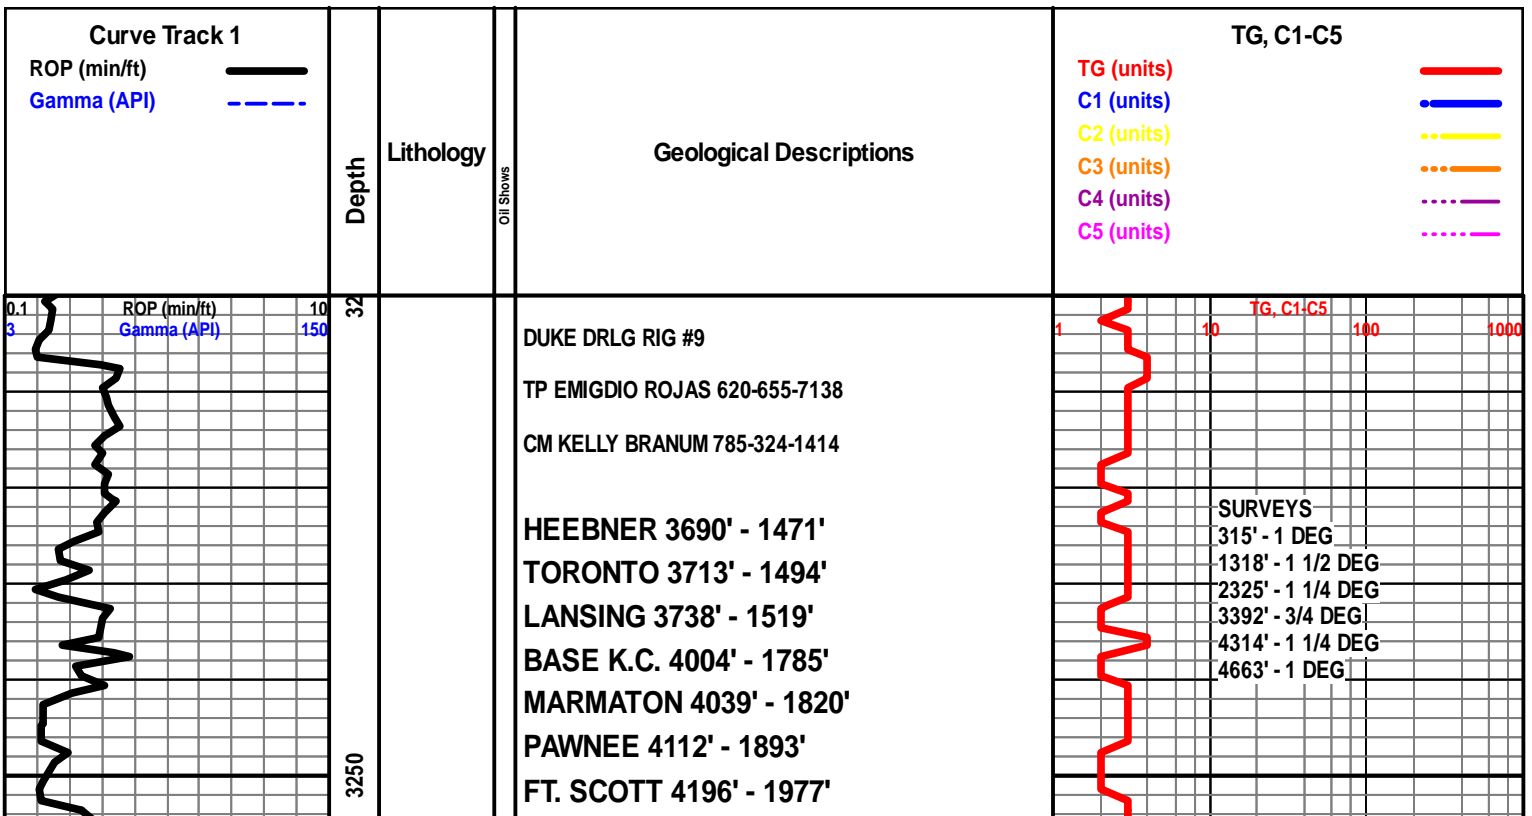 Curve Track 1
ROP (min/ft)
Gamma (API)
Depth
Lithology
Oil Shows
Geological Descriptions
TG, C1-C5
TG (units)
C1 (units)
C2 (units)
C3 (units)
C4 (units)
C5 (units)
0.1 ROP (min/ft) 10
3 Gamma (API) 150
32
TG, C1-C5
1 10 100 1000
DUKE DRLG RIG #9
TP EMIGDIO ROJAS 620-655-7138
CM KELLY BRANUM 785-324-1414
HEEBNER 3690' - 1471'
TORONTO 3713' - 1494'
LANSING 3738' - 1519'
BASE K.C. 4004' - 1785'
MARMATON 4039' - 1820'
PAWNEE 4112' - 1893'
FT. SCOTT 4196' - 1977'
3250
SURVEYS
315' - 1 DEG
1318' - 1 1/2 DEG
2325' - 1 1/4 DEG
3392' - 3/4 DEG
4314' - 1 1/4 DEG
4663' - 1 DEG